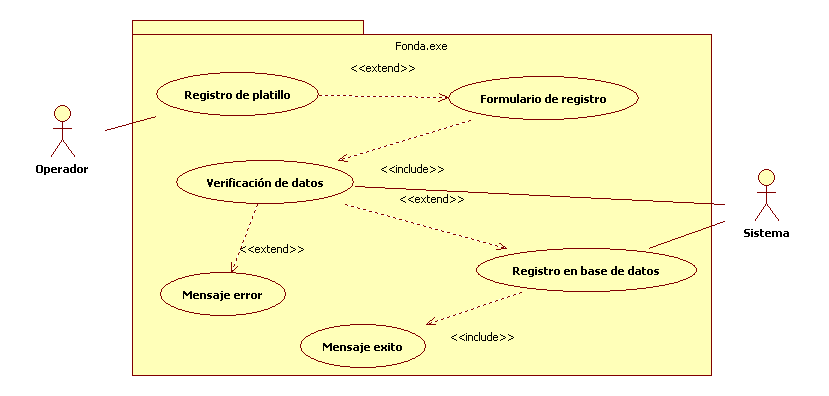 Fonda.exe
<<extend>>
Registro de platillo
Formulario de registro
Operador
<<include>>
Verificación de datos
<<extend>>
Sistema
<<extend>>
Registro en base de datos
Mensaje error
<<include>>
Mensaje exito